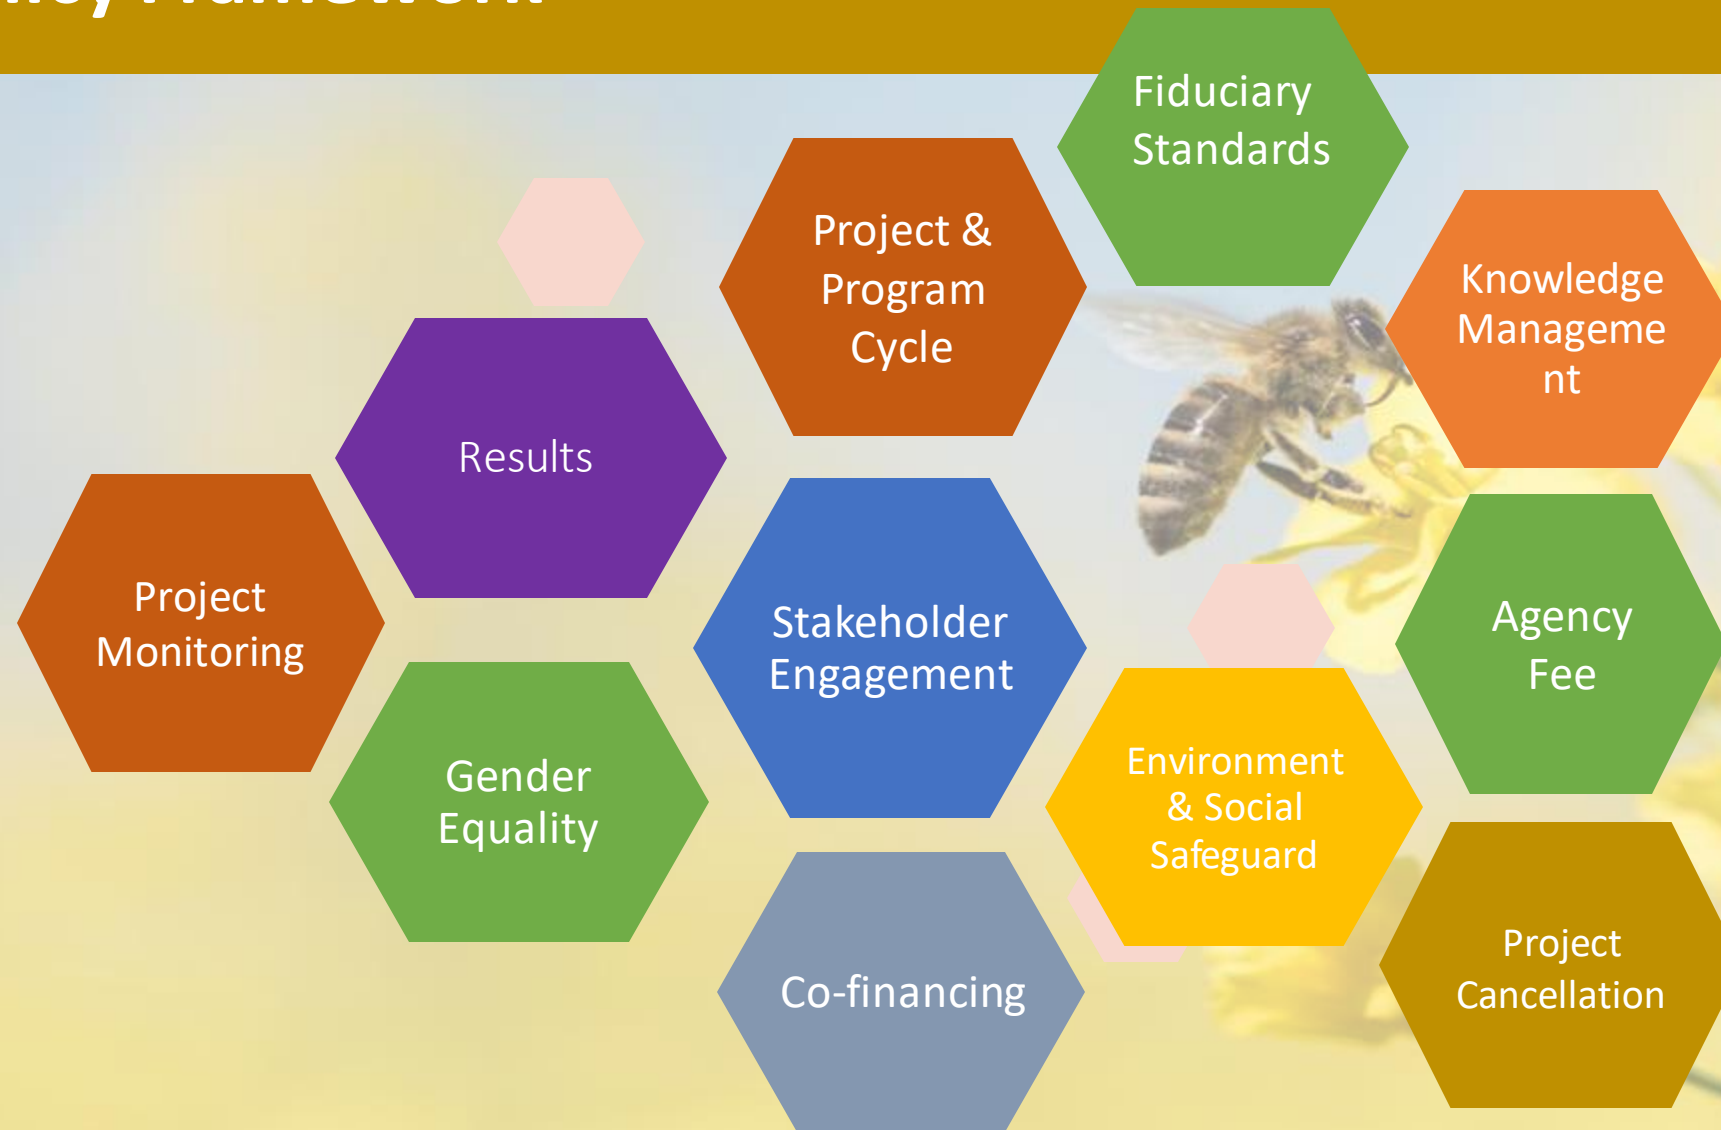 Framework
Fiduciary
Standards
Project &
Program
Cycle
Knowledge
Manageme
nt
Results
Project
Monitoring
Stakeholder
Engagement
Agency
Fee
Gender
Equality
Environment
& Social
Safeguard
Co-financing
Project
Cancellation